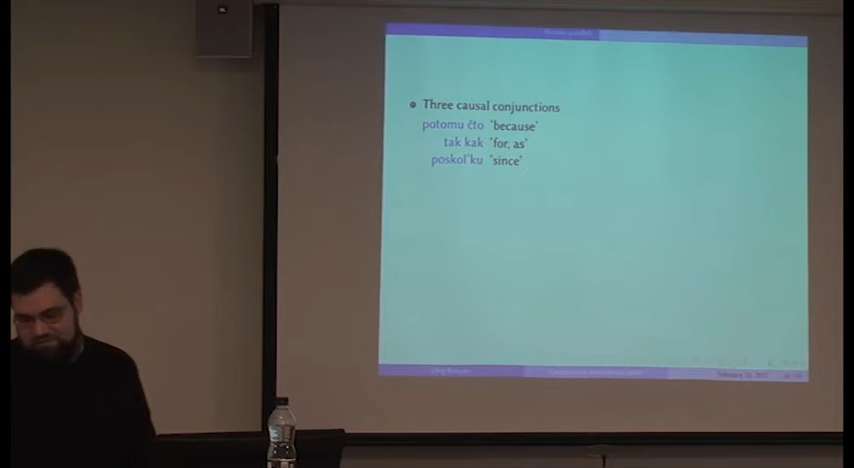 • Three causal conjunctions
potomu čto 'because'
tak kak 'for, as'
poskol'ku 'since'